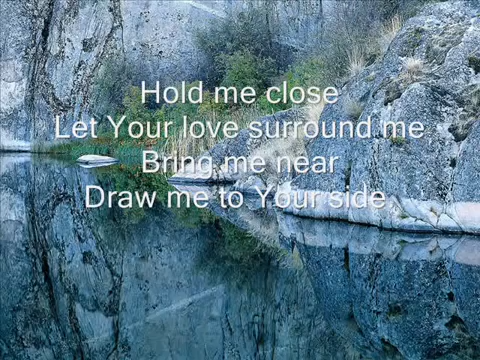 Hold me close
Let Your love surround me
Bring me near
Draw me to Your side